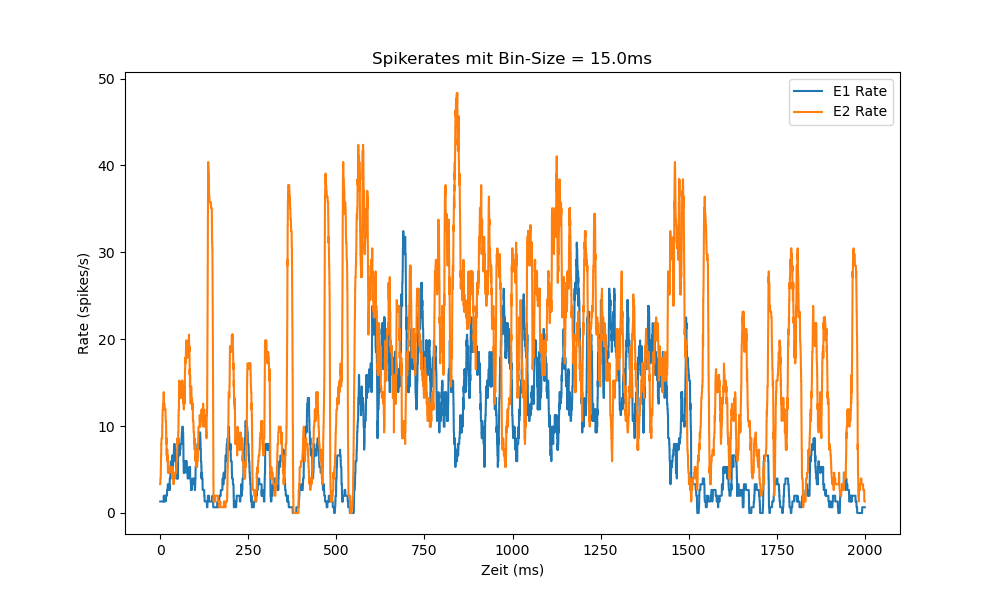 Spikerates mit Bin-Size = 15.0ms
E1 Rate
E2 Rate
Rate (spikes/s)
50
40
30
20
10
0
0 250 500 750 1000 1250 1500 1750 2000
Zeit (ms)